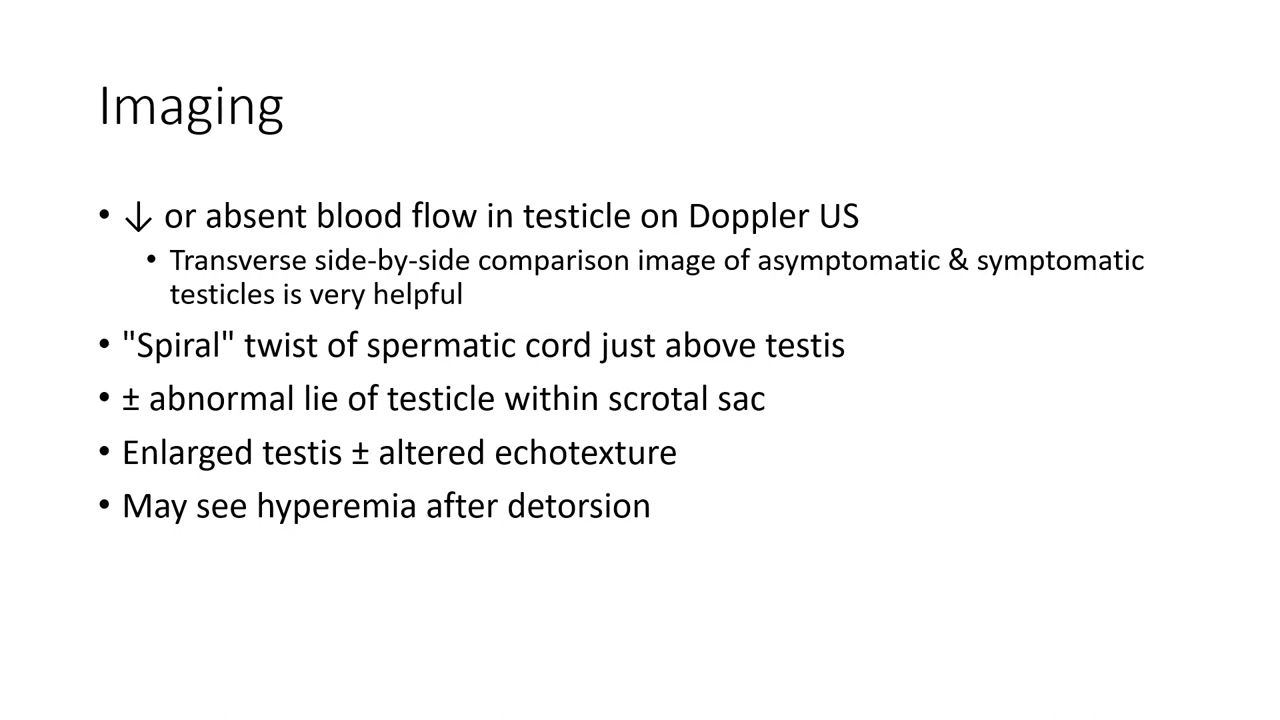 Imaging
• ↓ or absent blood flow in testicle on Doppler US
• Transverse side-by-side comparison image of asymptomatic & symptomatic
testicles is very helpful
• "Spiral" twist of spermatic cord just above testis
• ± abnormal lie of testicle within scrotal sac
• Enlarged testis ± altered echotexture
• May see hyperemia after detorsion